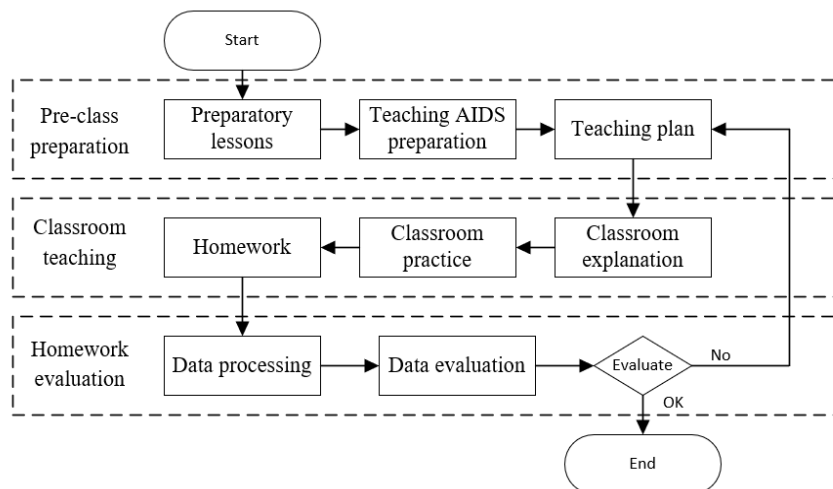 Start
Pre-class
preparation
Preparatory
lessons
Teaching AIDS
preparation
Teaching plan
Classroom
teaching
Homework
Classroom
practice
Classroom
explanation
Homework
evaluation
Data processing
Data evaluation
Evaluate
No
OK
End